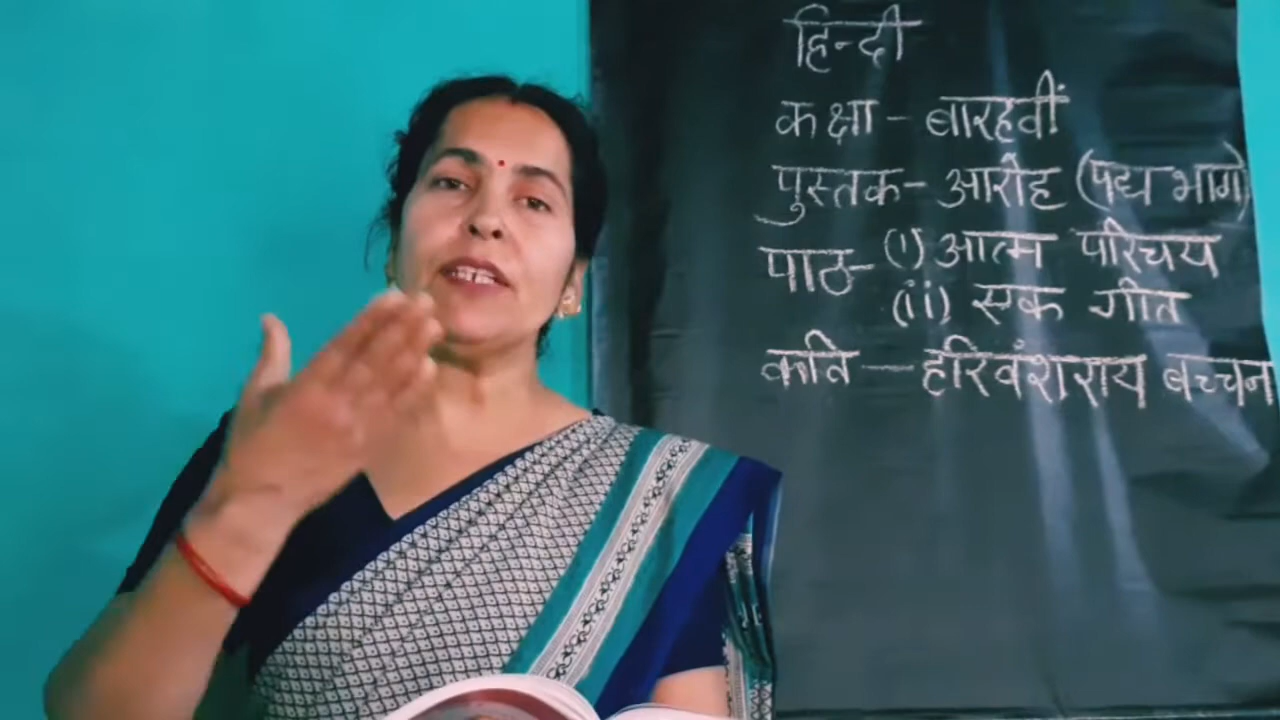 हिन्दी
कक्षा - बारहवीं
पुस्तक - आरोह (पद्य भाग)
पाठ - (i) आत्म परिचय
(ii) एक गीत
कवि - हरिवंशराय बच्चन